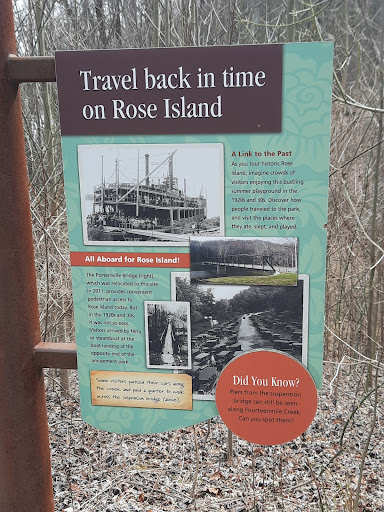 Travel back in time
on Rose Island
A Link to the Past
As you tour historic Rose
Island, imagine crowds of
visitors enjoying this bustling
summer playground in the
1920s and 30s. Discover how
people traveled to the park,
and visit the places where
they ate, slept, and played.
All Aboard for Rose Island!
The Portersville Bridge (right),
which was relocated to this site
in 2011, provides convenient
pedestrian access to
Rose Island today. But
in the 1920s and 30s,
it was not so easy.
Visitors arrived by ferry
or steamboat at the
boat landing at the
opposite end of the
amusement park.
Some visitors parked their cars along
the creek and paid a quarter to walk
across the suspension bridge (above).
Did You Know?
Piers from the suspension
bridge can still be seen
along Fourteenmile Creek.
Can you spot them?